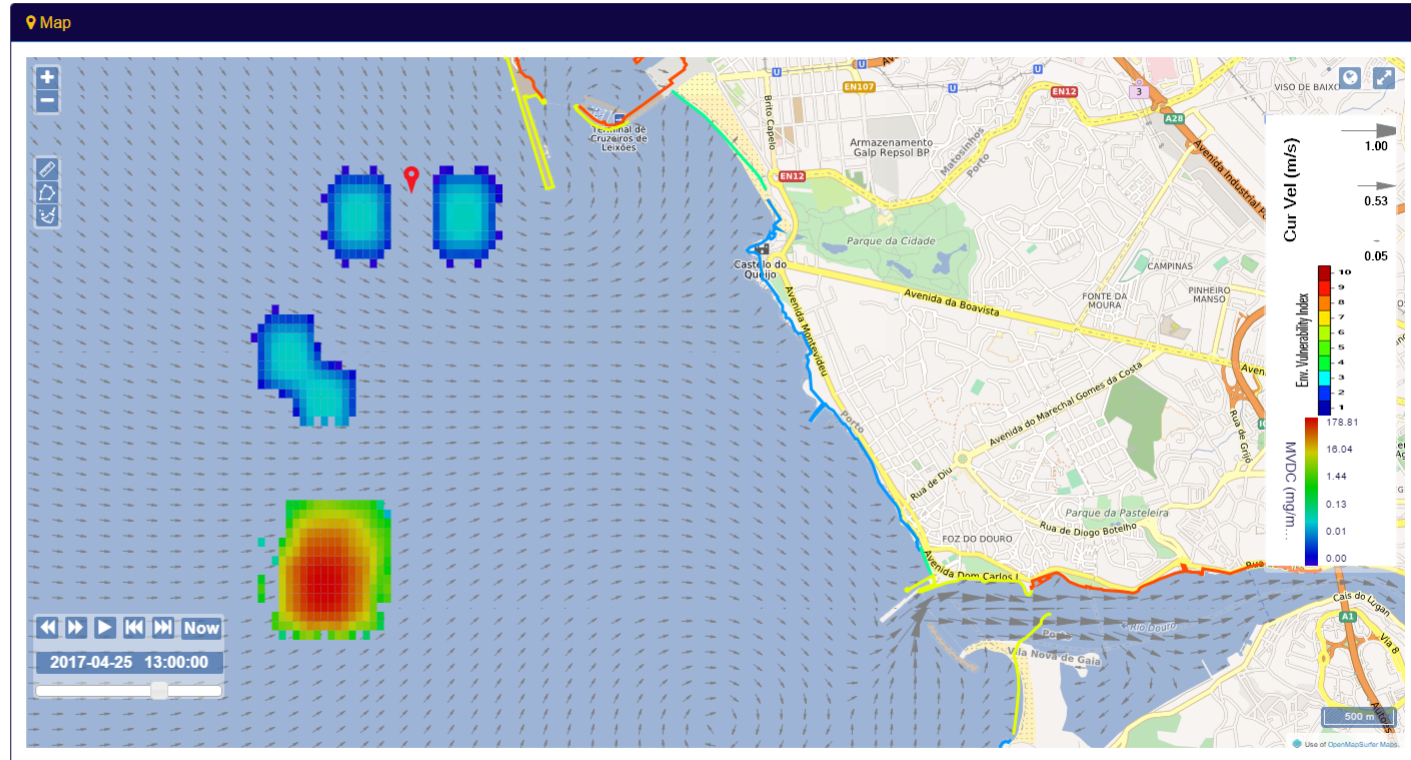 Map
Brito Capelo
EN107
U
U
U
U
EN12
3
VISO DE BAIXO
A28
Terminal de
Cruzeiros de
Leixões
Armazenamento
Galp Repsol BP
Matosinhos
Porto
Avenida Industrial
EN12
Parque da Cidade
Castelo do
Queijo
Avenida da Boavista
CAMPINAS
FONTE DA
MOURA
PINHEIRO
MANSO
Avenida Montevideu
Porto
Avenida do Marechal Gomes da Costa
Rua de Diu
Rua de Grijó
Parque da Pasteleira
Rua de Diogo Botelho
FOZ DO DOURO
Avenida Dom Carlos I
Rio Douro
Porto
Vila Nova de Gaia
Cais do Lugan
A1
Via 8
Cur Vel (m/s)
1.00
0.53
0.05
Env. Vulnerability Index
10
9
8
7
6
5
4
3
2
1
MVDC (mg/m...
178.81
16.04
1.44
0.13
0.01
0.00
Now
2017-04-25 13:00:00
500 m
Use of OpenMapSurfer Maps.